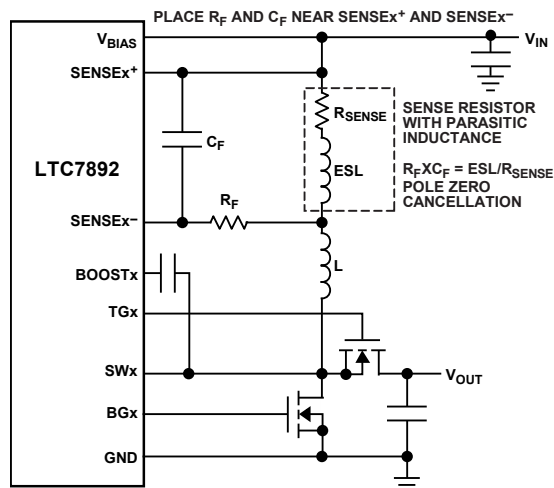 PLACE RF AND CF NEAR SENSEx+ AND SENSEx–
VBIAS
VIN
SENSEx+
RSENSE
SENSE RESISTOR
WITH PARASITIC
INDUCTANCE
CF
LTC7892
ESL
RFXCF = ESL/RSENSE
POLE ZERO
CANCELLATION
RF
SENSEx–
L
BOOSTx
TGx
SWx
VOUT
BGx
GND